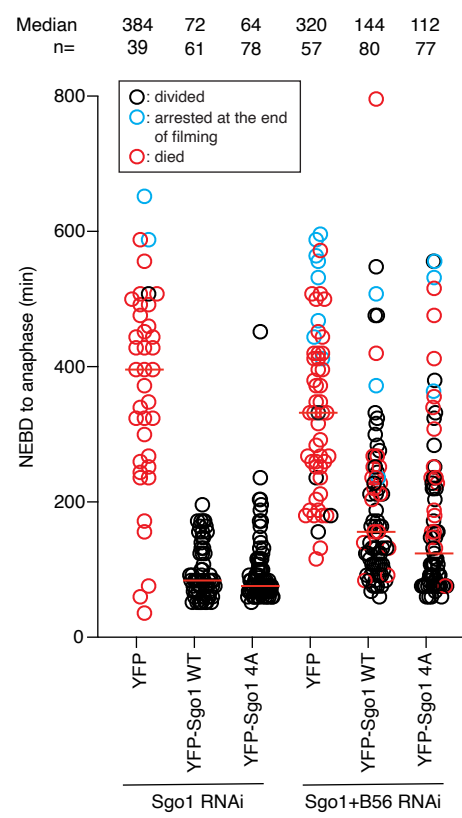 Median 384 72 64 320 144 112
n= 39 61 78 57 80 77
: divided
: arrested at the end
of filming
: died
800
600
400
200
0
NEBD to anaphase (min)
YFP
YFP-Sgo1 WT
YFP-Sgo1 4A
YFP
YFP-Sgo1 WT
YFP-Sgo1 4A
Sgo1 RNAi
Sgo1+B56 RNAi